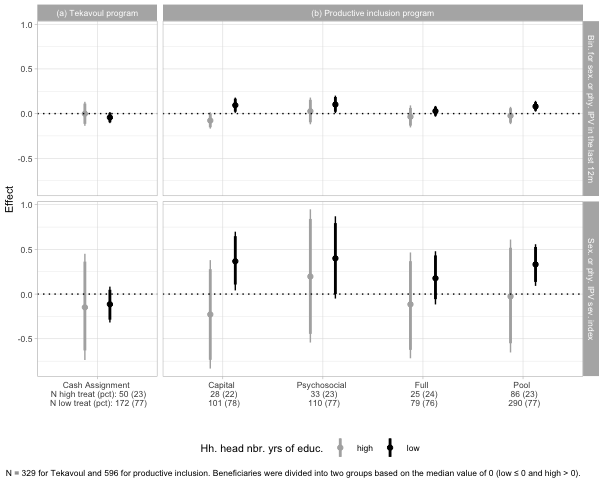 (a) Tekavoul program
(b) Productive inclusion program
1.0
0.5
0.0
-0.5
Bin. for sex. or phy. IPV in the last 12m
1.0
0.5
0.0
-0.5
Sex. or phy. IPV sev. index
Effect
Cash Assignment
N high treat (pct): 50 (23)
N low treat (pct): 172 (77)
Capital
28 (22)
101 (78)
Psychosocial
33 (23)
110 (77)
Full
25 (24)
79 (76)
Pool
86 (23)
290 (77)
Hh. head nbr. yrs of educ. high low
N = 329 for Tekavoul and 596 for productive inclusion. Beneficiaries were divided into two groups based on the median value of 0 (low ≤ 0 and high > 0).